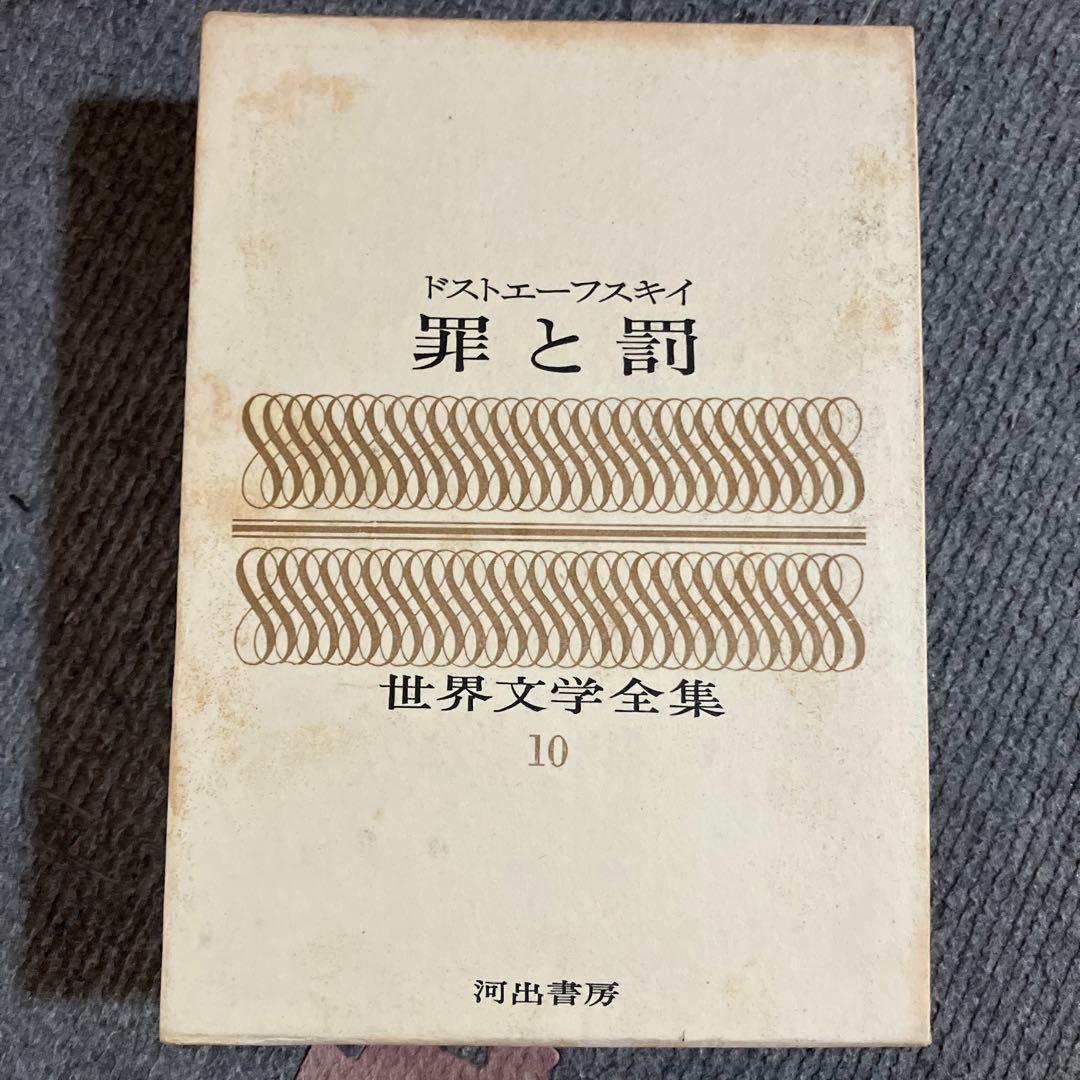 ドストエーフスキイ
罪と罰
世界文学全集
10
河出書房